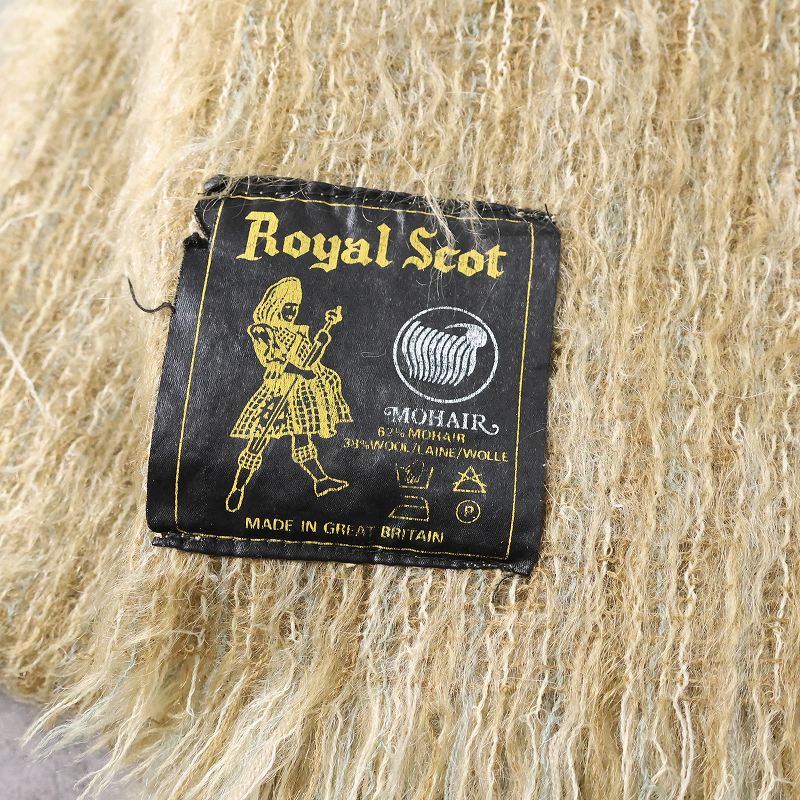 Royal Scot
MOHAIR
62% MOHAIR
38% WOOL/LAINE/WOLLE
P
MADE IN GREAT BRITAIN